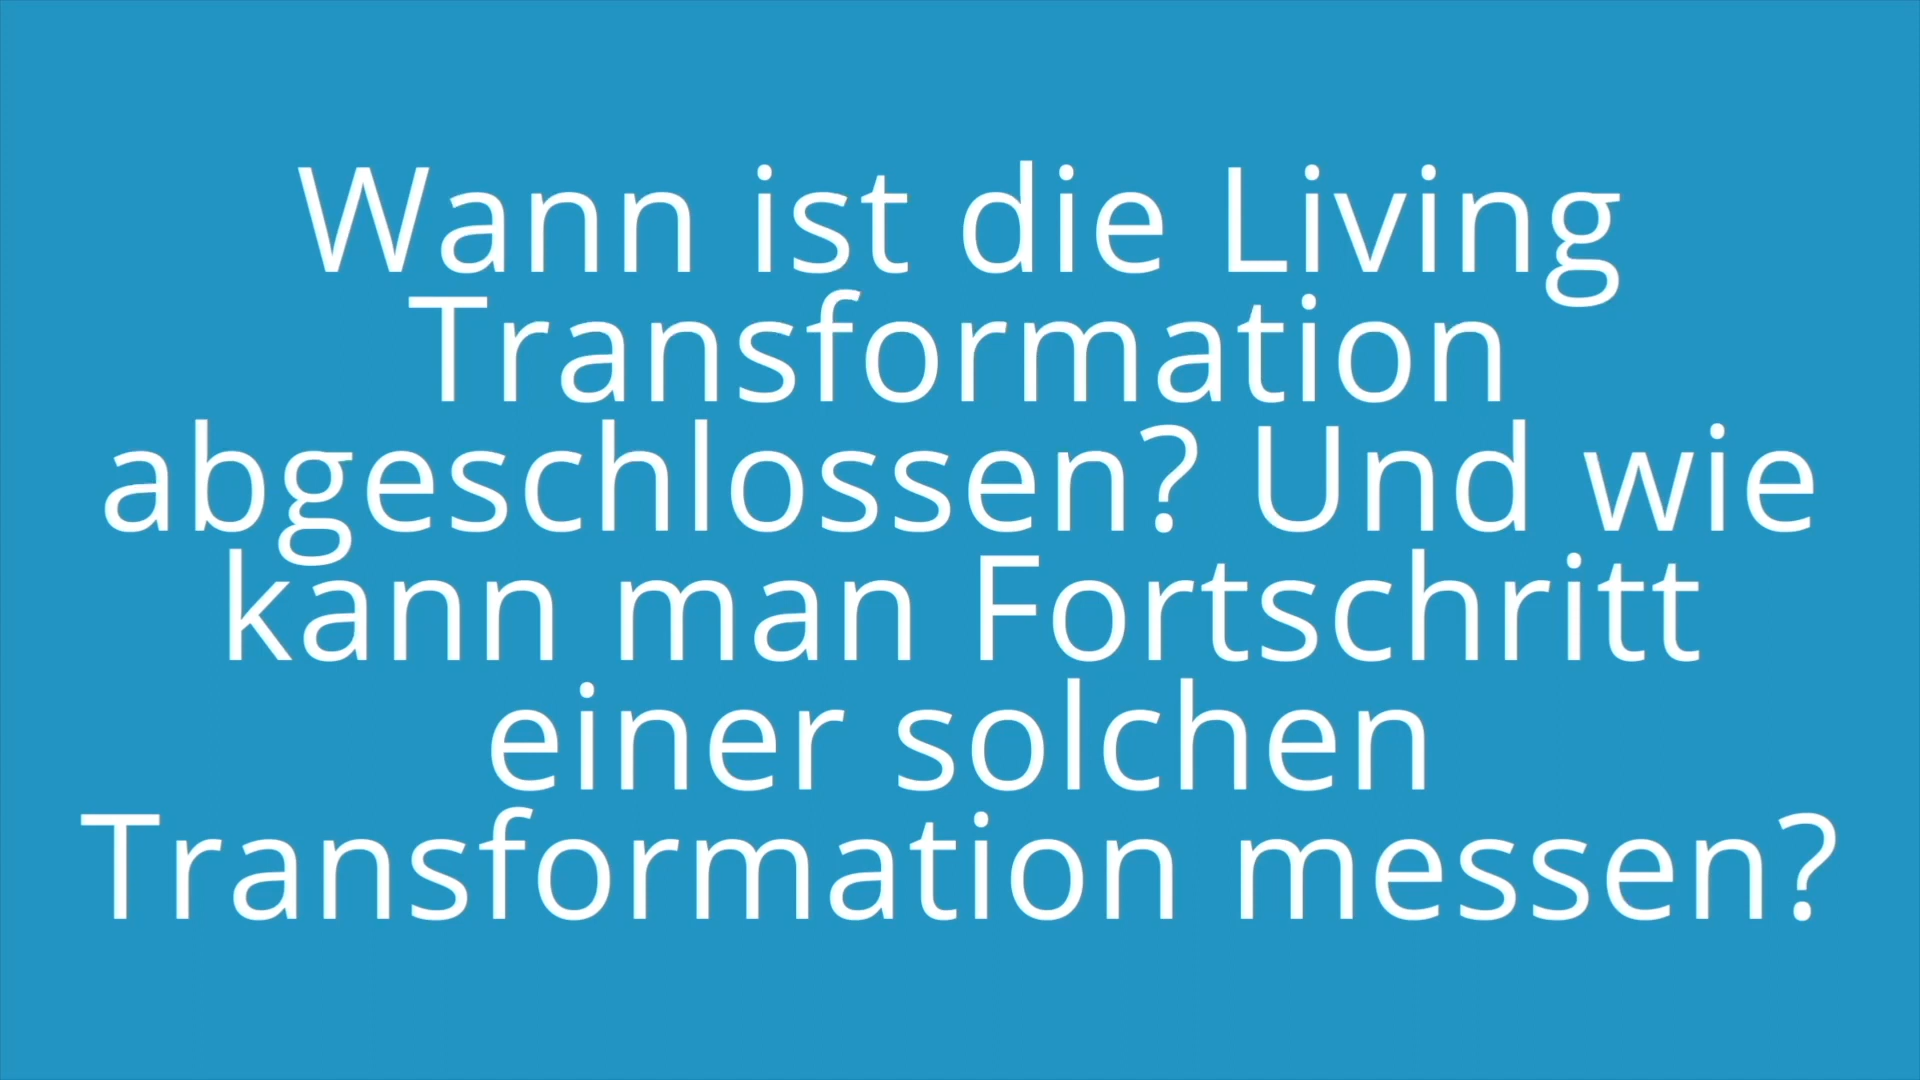 Wann ist die Living
Transformation
abgeschlossen? Und wie
kann man Fortschritt
einer solchen
Transformation messen?